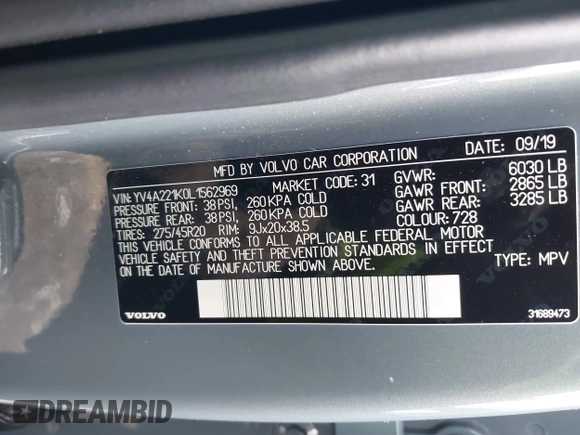 DATE: 09/19
MFD BY VOLVO CAR CORPORATION
VIN: YV4A221K0L1562969 MARKET CODE: 31 GVWR: 6030 LB
PRESSURE FRONT: 38PSI, 260KPA COLD GAWR FRONT: 2865 LB
PRESSURE REAR: 38PSI, 260KPA COLD GAWR REAR: 3285 LB
TIRES: 275/45R20 RIM: 9Jx20x38.5 COLOUR: 728
THIS VEHICLE CONFORMS TO ALL APPLICABLE FEDERAL MOTOR
VEHICLE SAFETY AND THEFT PREVENTION STANDARDS IN EFFECT
ON THE DATE OF MANUFACTURE SHOWN ABOVE.
TYPE: MPV
VOLVO 31689473
DREAMBID